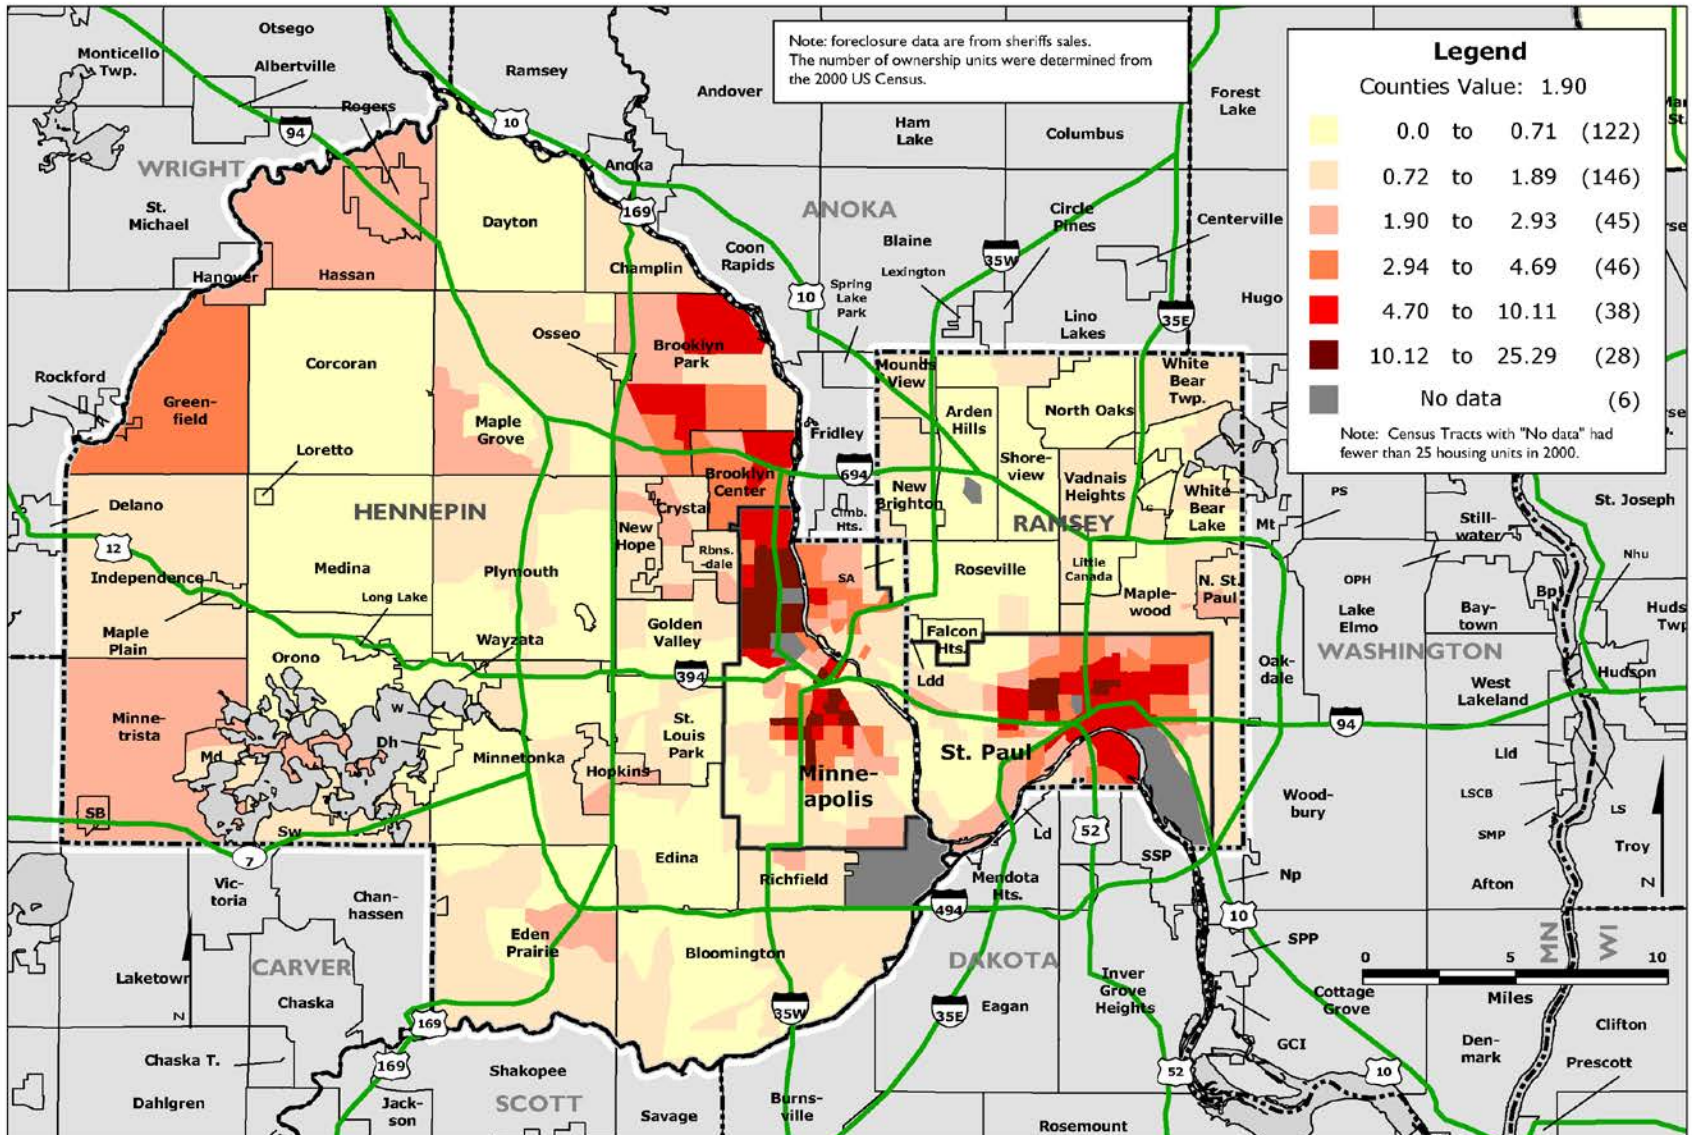 Note: foreclosure data are from sheriffs sales.
The number of ownership units were determined from
the 2000 US Census.
Legend
Counties Value: 1.90
0.0 to 0.71 (122)
0.72 to 1.89 (146)
1.90 to 2.93 (45)
2.94 to 4.69 (46)
4.70 to 10.11 (38)
10.12 to 25.29 (28)
No data (6)
Note: Census Tracts with "No data" had
fewer than 25 housing units in 2000.
Otsego
Monticello
Twp.
Albertville
Ramsey
Andover
Forest
Lake
Rogers
94
10
Ham
Lake
Columbus
WRIGHT
Anoka
St.
Michael
Dayton
169
ANOKA
Circle
Pines
Centerville
Blaine
35W
Coon
Rapids
Hanover
Hassan
Champlin
Lexington
10
Spring
Lake
Park
Hugo
35E
Lino
Lakes
Osseo
Brooklyn
Park
Corcoran
Rockford
Mounds
View
White
Bear
Twp.
Green-
field
Arden
Hills
North Oaks
Maple
Grove
Fridley
Loretto
694
Shore-
view
Brooklyn
Center
Vadnais
Heights
New
Brighton
White
Bear
Lake
PS
St. Joseph
Delano
HENNEPIN
Crystal
Clmb.
Hts.
RAMSEY
Mt
Still-
water
New
Hope
12
Rbns.
-dale
Nhu
Independence
Medina
Plymouth
SA
Roseville
Little
Canada
OPH
N. St.
Paul
Long Lake
Maple-
wood
Lake
Elmo
Bay-
town
Bp
Huds
Twp
Maple
Plain
Wayzata
Golden
Valley
Falcon
Hts.
WASHINGTON
Orono
394
Ldd
Oak-
dale
West
Lakeland
Hudson
Minne-
trista
W
St.
Louis
Park
94
Dh
Md
Minnetonka
St. Paul
Lld
Hopkins
Minne-
apolis
Wood-
bury
LSCB
LS
SB
Sw
Ld
52
SMP
7
Edina
SSP
Troy
Richfield
Mendota
Hts.
Np
Afton
N
Vic-
toria
Chan-
hassen
494
10
Eden
Prairie
SPP
MN
WI
Bloomington
CARVER
DAKOTA
0 5 10
Miles
Laketown
Chaska
Inver
Grove
Heights
Cottage
Grove
35W
35E
Eagan
N
169
Clifton
Chaska T.
169
GCI
Den-
mark
Prescott
Shakopee
52
10
Dahlgren
Jack-
son
SCOTT
Savage
Burns-
ville
Rosemount